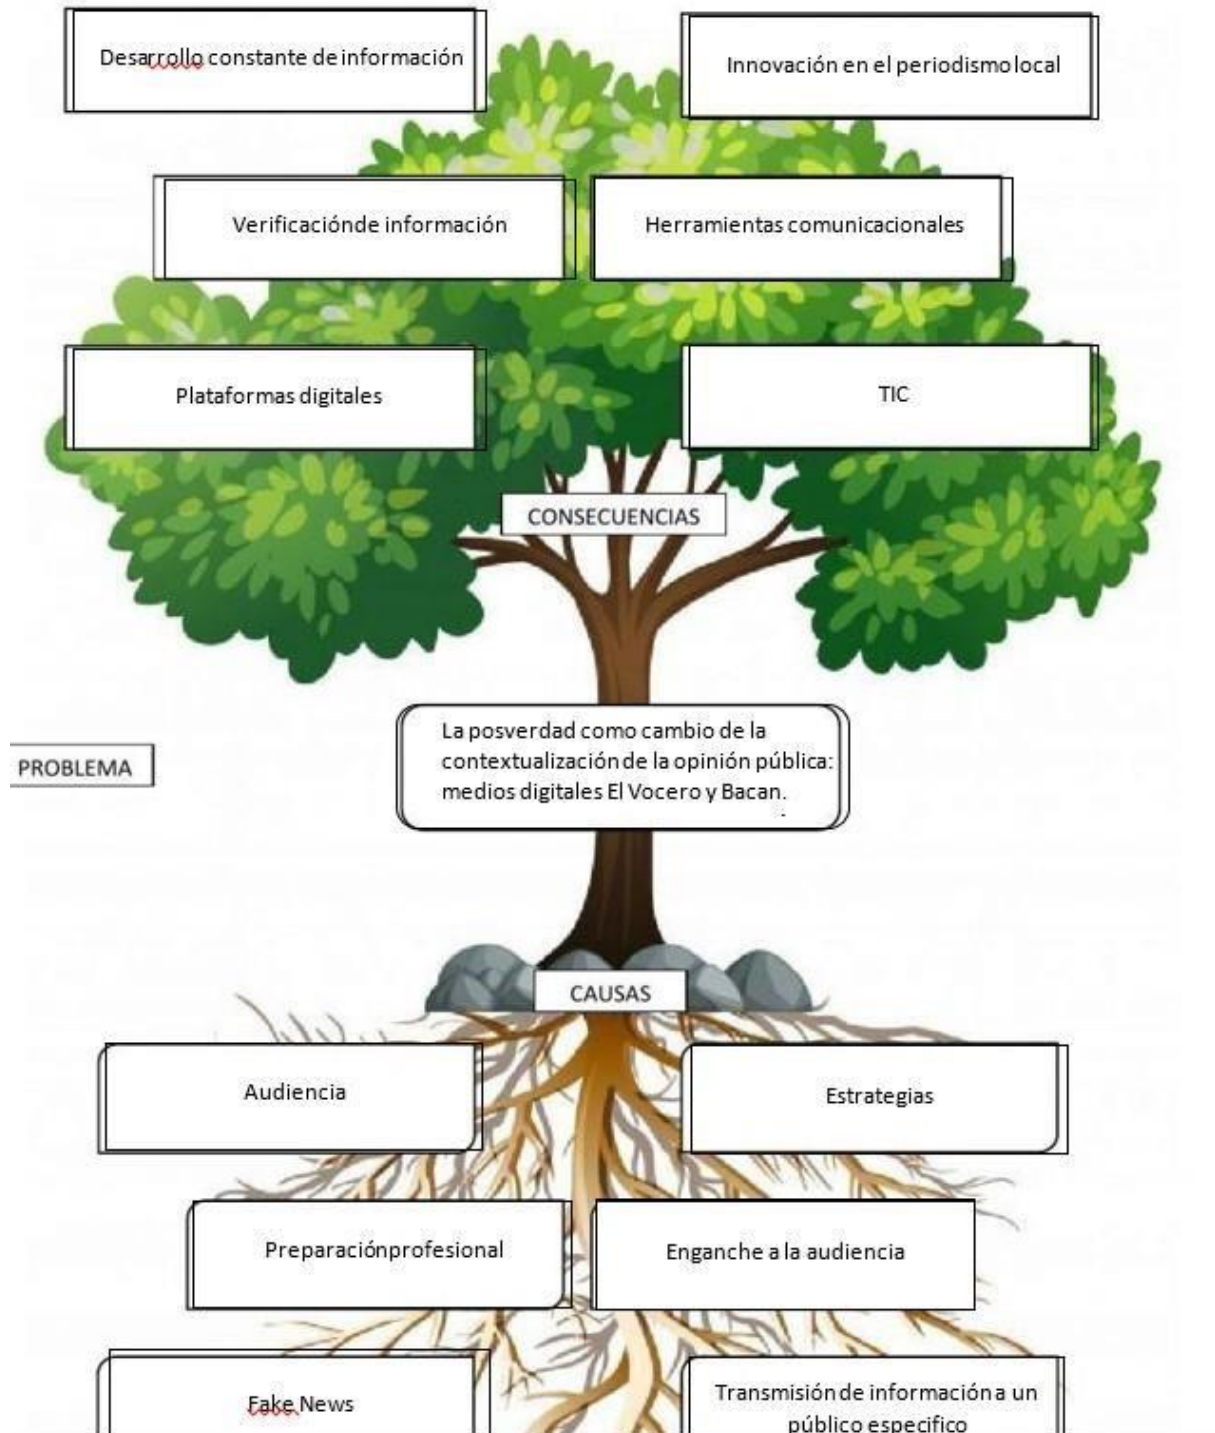 Desarrollo constante de información
Innovación en el periodismo local
Verificaciónde información
Herramientas comunicacionales
Plataformas digitales
TIC
CONSECUENCIAS
La posverdad como cambio de la
contextualización de la opinión pública:
medios digitales El Vocero y Bacan.
.
PROBLEMA
CAUSAS
Audiencia
Estrategias
Preparaciónprofesional
Enganche a la audiencia
Fake News
Transmisión de información a un
público especifico